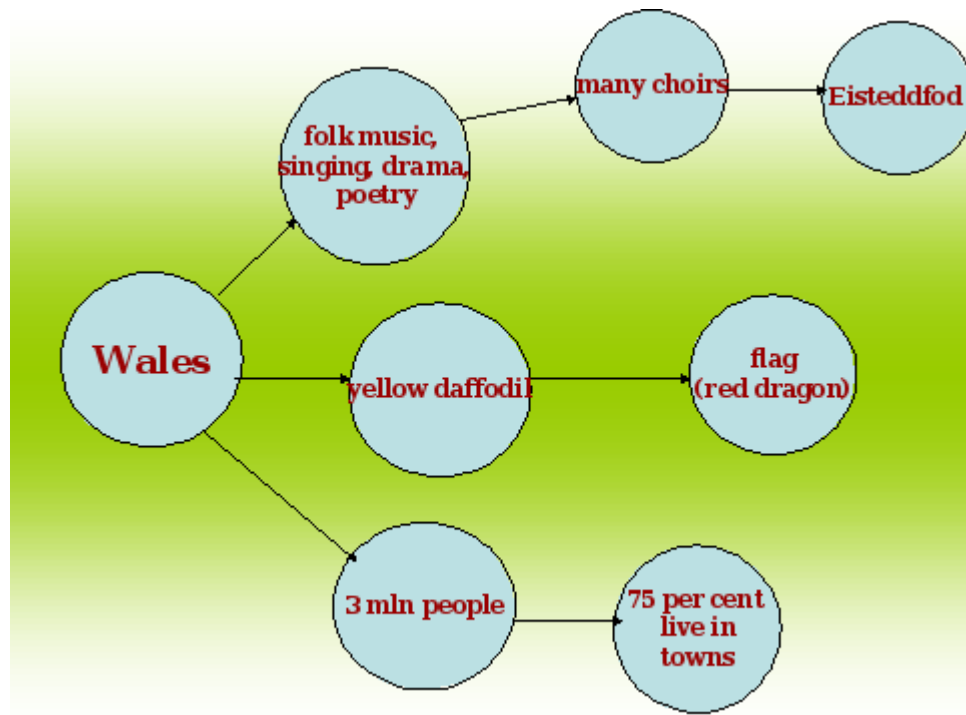 Wales
folk music,
singing, drama,
poetry
many choirs
Eisteddfod
yellow daffodil
flag
(red dragon)
3 mln people
75 per cent
live in
towns